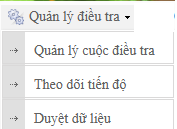 Quản lý điều tra
Quản lý cuộc điều tra
Theo dõi tiến độ
Duyệt dữ liệu